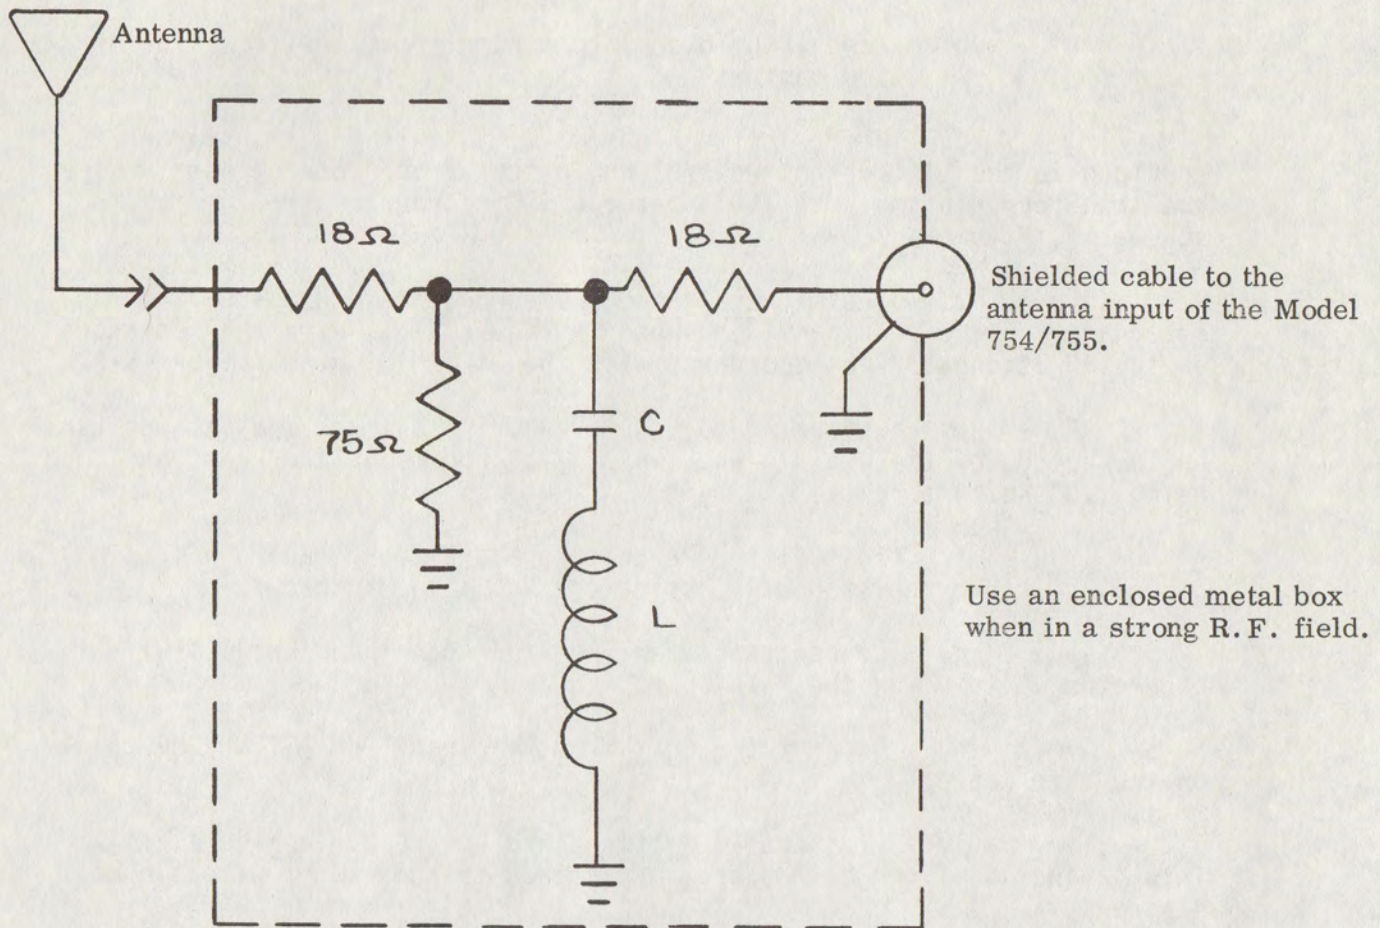 Antenna
18Ω
18Ω
Shielded cable to the
antenna input of the Model
754/755.
75Ω
C
L
Use an enclosed metal box
when in a strong R.F. field.